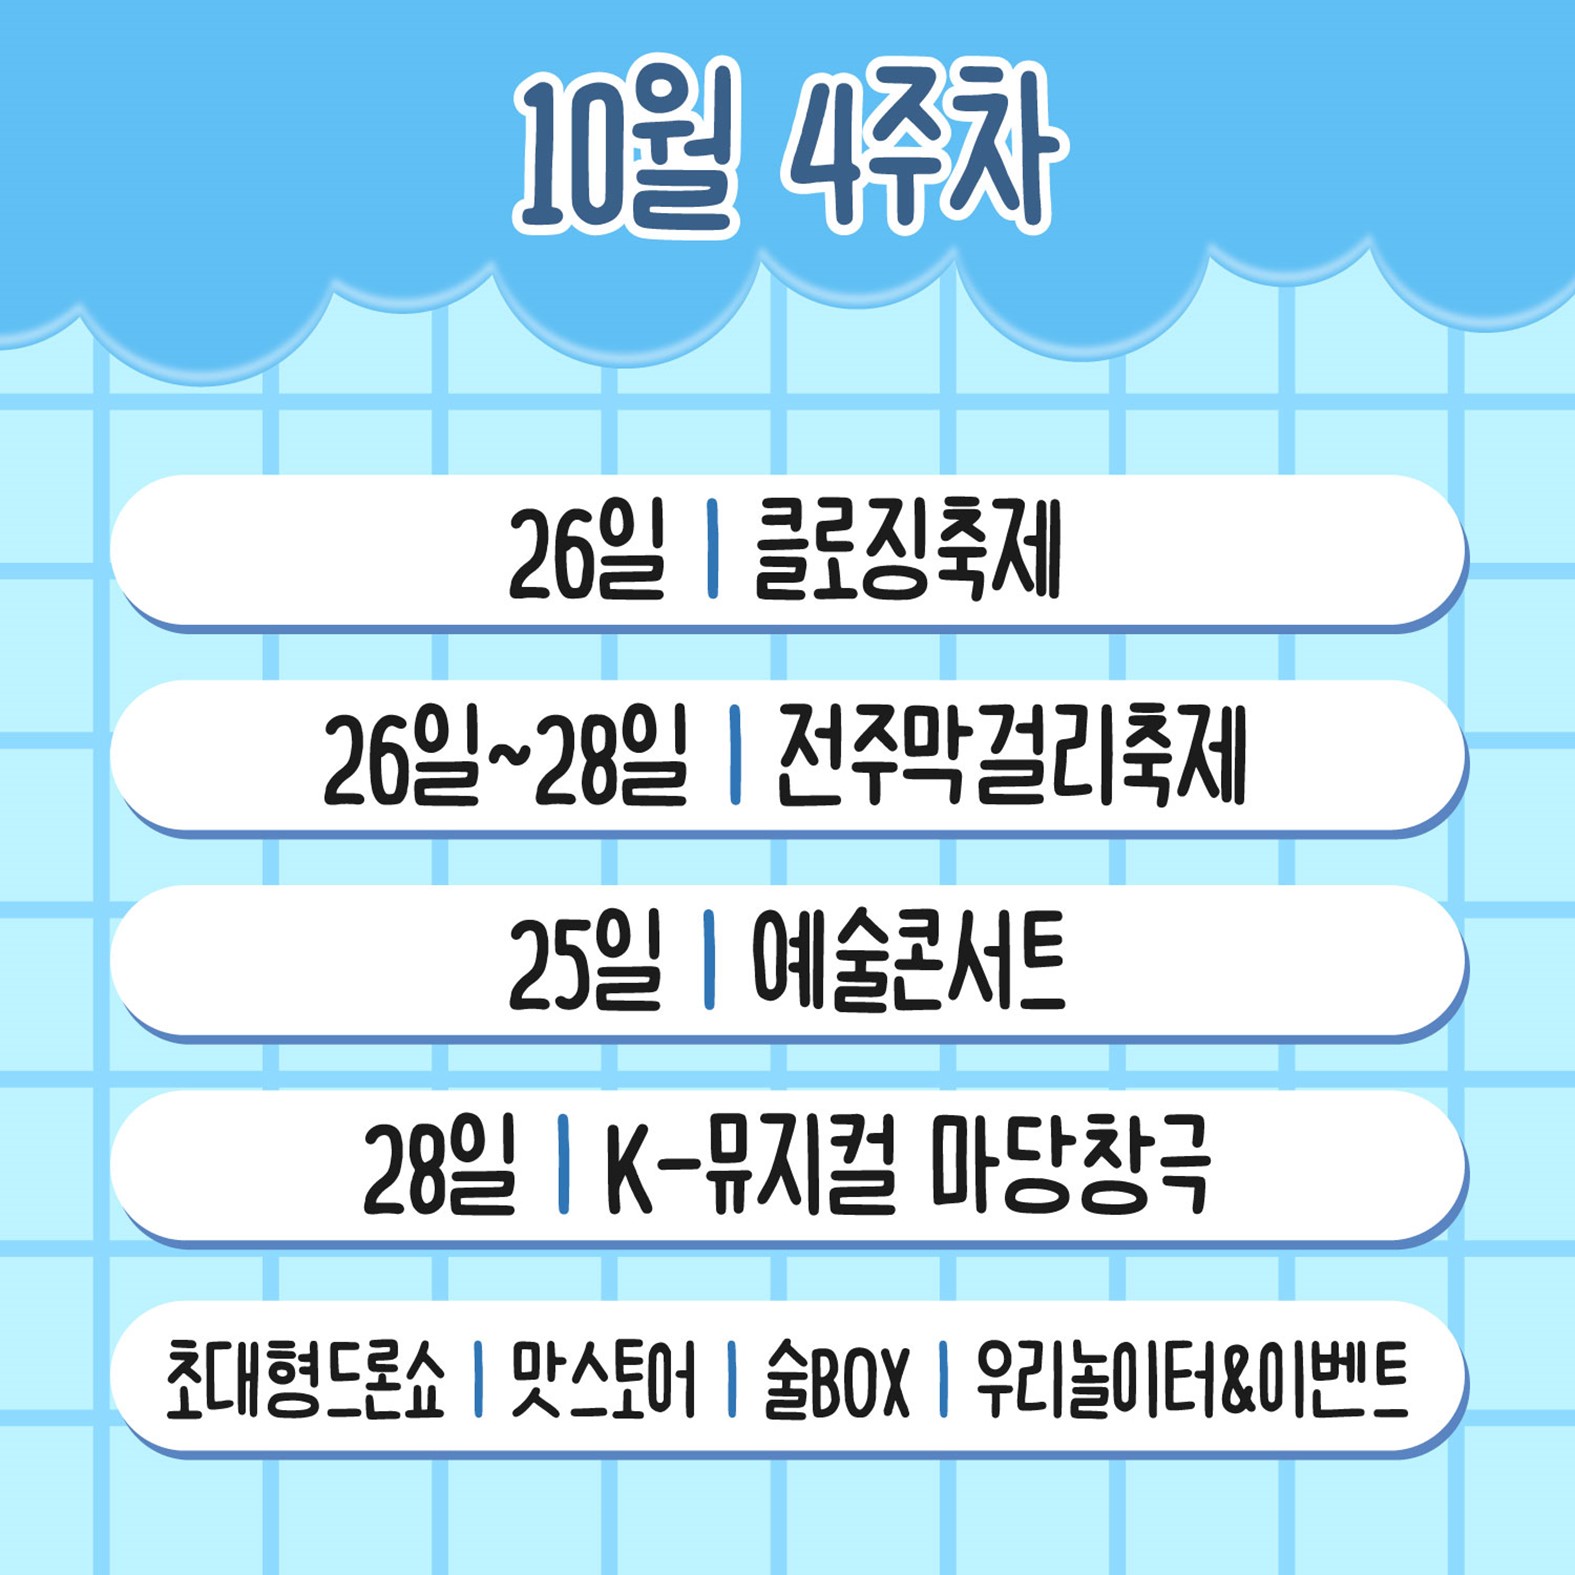 10월 4주차
26일 | 클로징축제
26일~28일 | 전주막걸리축제
25일 | 예술콘서트
28일 | K-뮤지컬 마당창극
초대형드론쇼 | 맛스토어 | 술BOX | 우리놀이터&이벤트